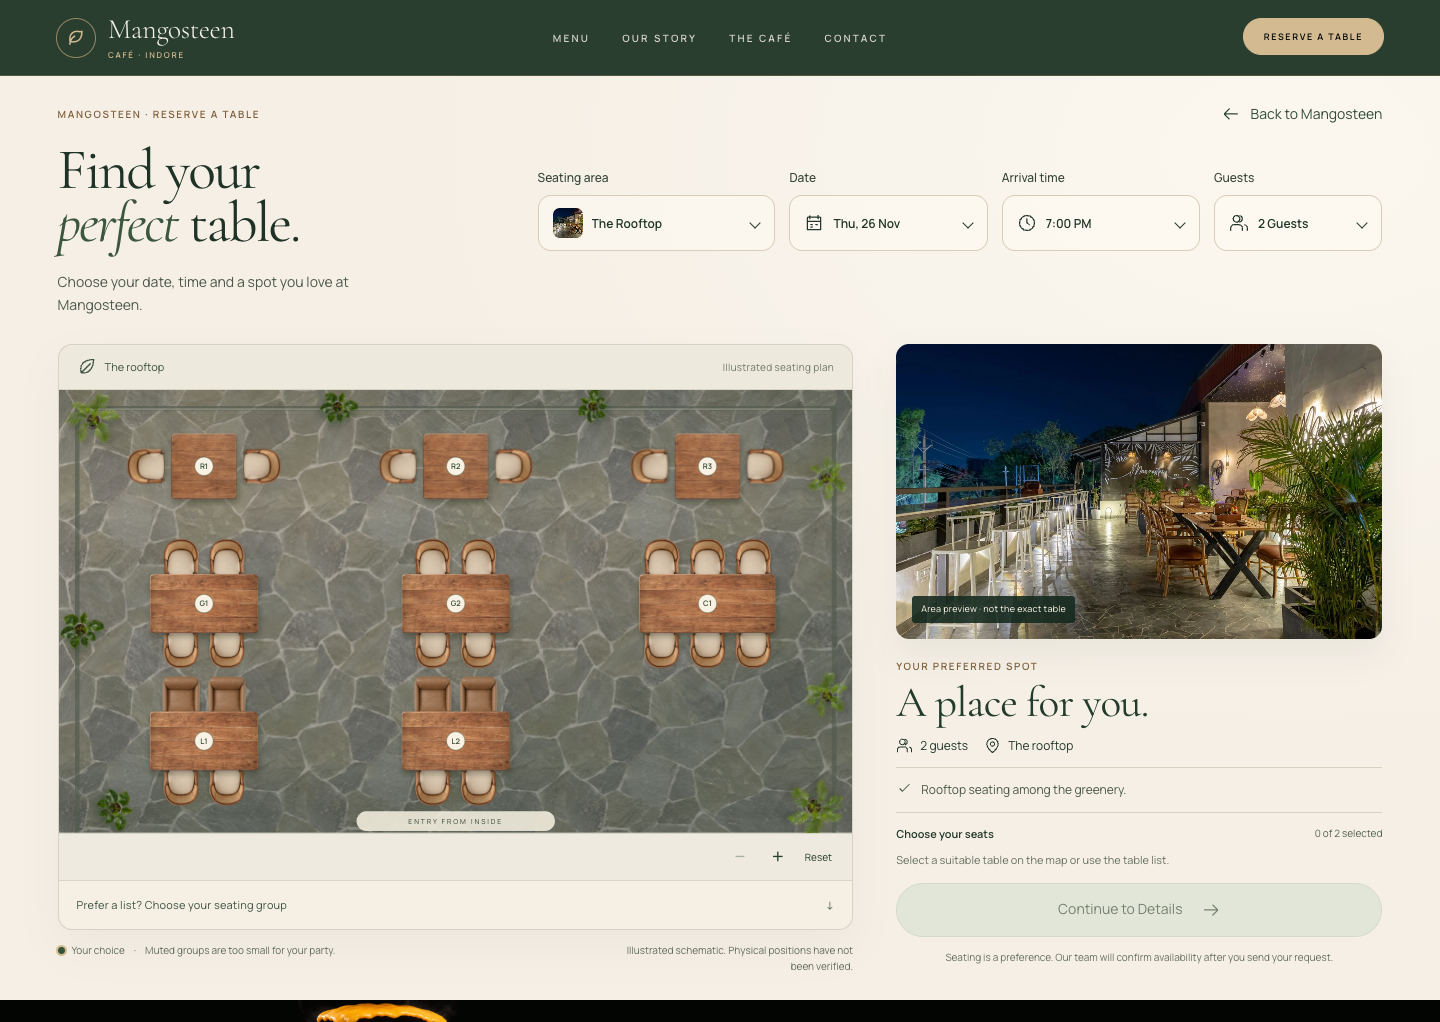 Mangosteen
CAFÉ · INDORE
MENU
OUR STORY
THE CAFÉ
CONTACT
RESERVE A TABLE
MANGOSTEEN · RESERVE A TABLE
Back to Mangosteen
Find your
perfect table.
Choose your date, time and a spot you love at
Mangosteen.
Seating area
The Rooftop
Date
Thu, 26 Nov
Arrival time
7:00 PM
Guests
2 Guests
The rooftop
Illustrated seating plan
R1
R2
R3
G1
G2
C1
L1
L2
ENTRY FROM INSIDE
Reset
Prefer a list? Choose your seating group
Your choice · Muted groups are too small for your party.
Illustrated schematic. Physical positions have not
been verified.
Area preview · not the exact table
YOUR PREFERRED SPOT
A place for you.
2 guests
The rooftop
Rooftop seating among the greenery.
Choose your seats
0 of 2 selected
Select a suitable table on the map or use the table list.
Continue to Details
Seating is a preference. Our team will confirm availability after you send your request.